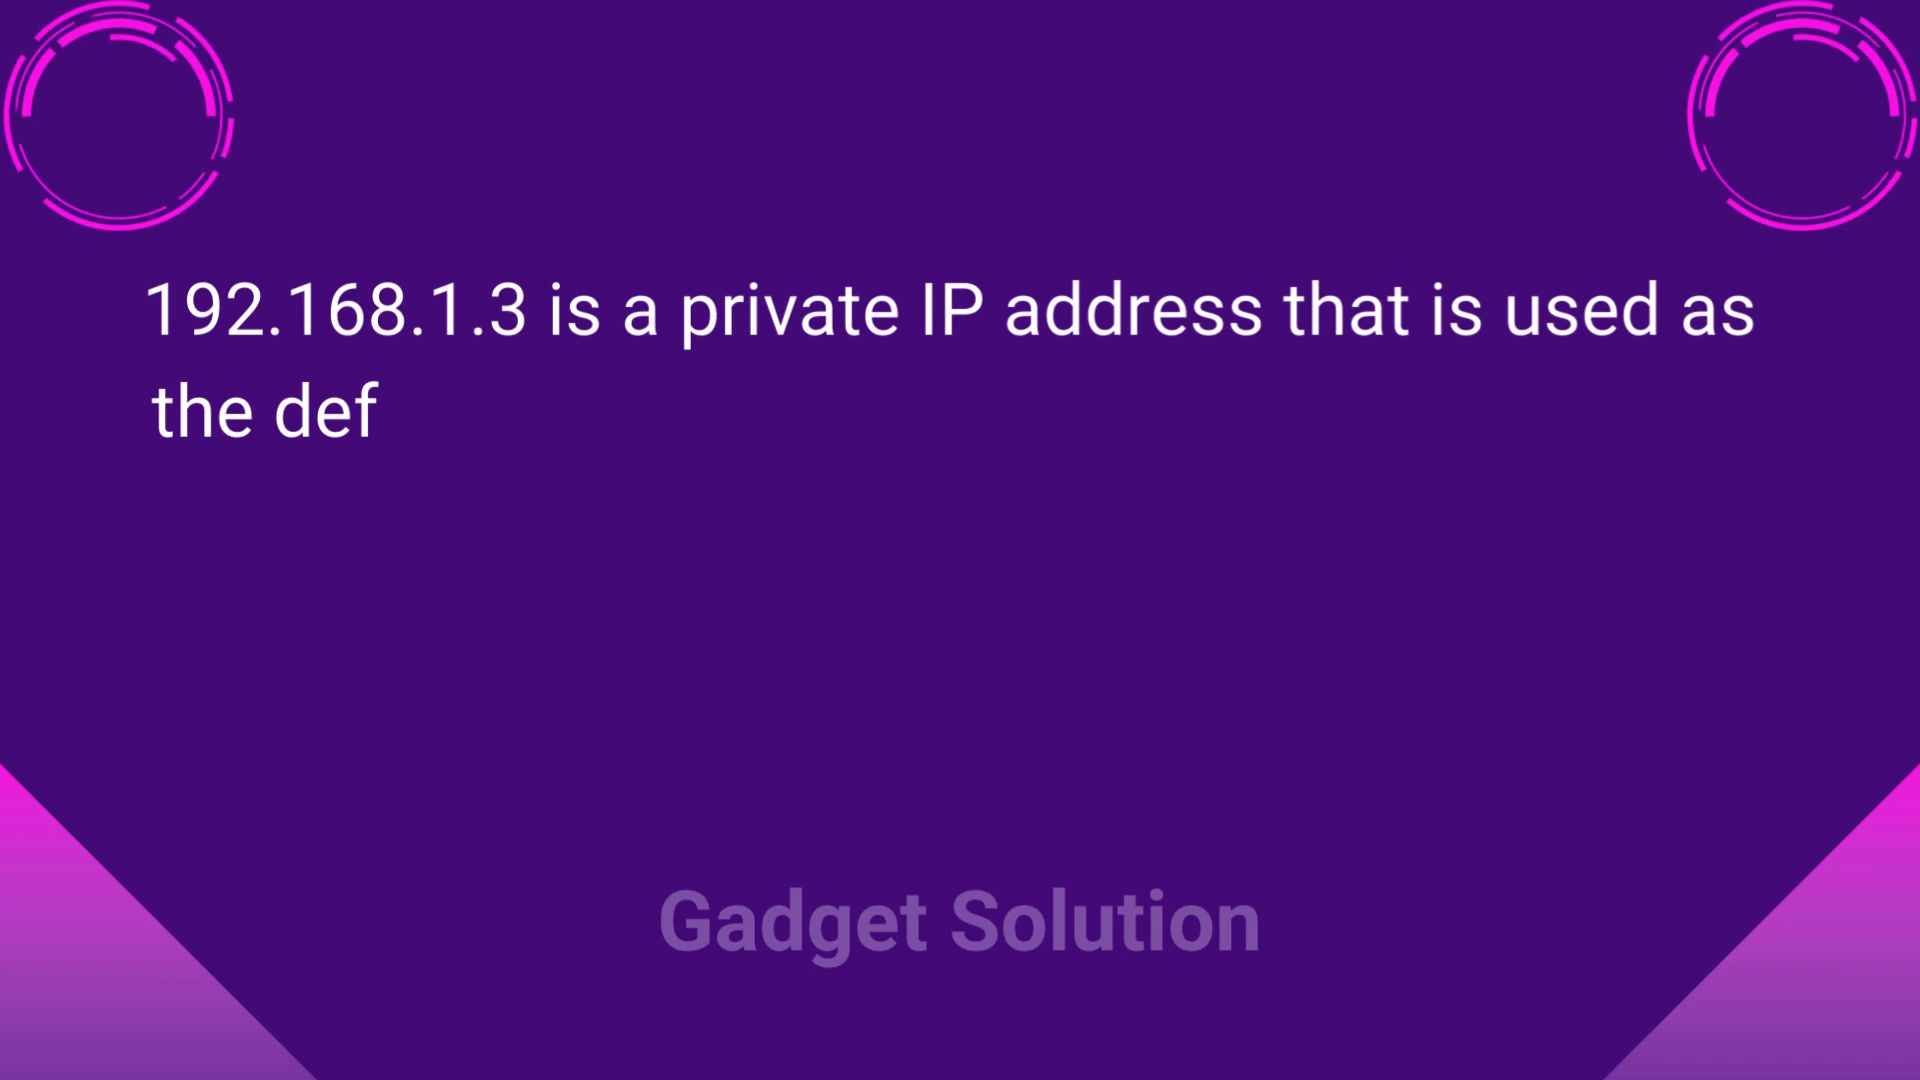 192.168.1.3 is a private IP address that is used as
the def
Gadget Solution